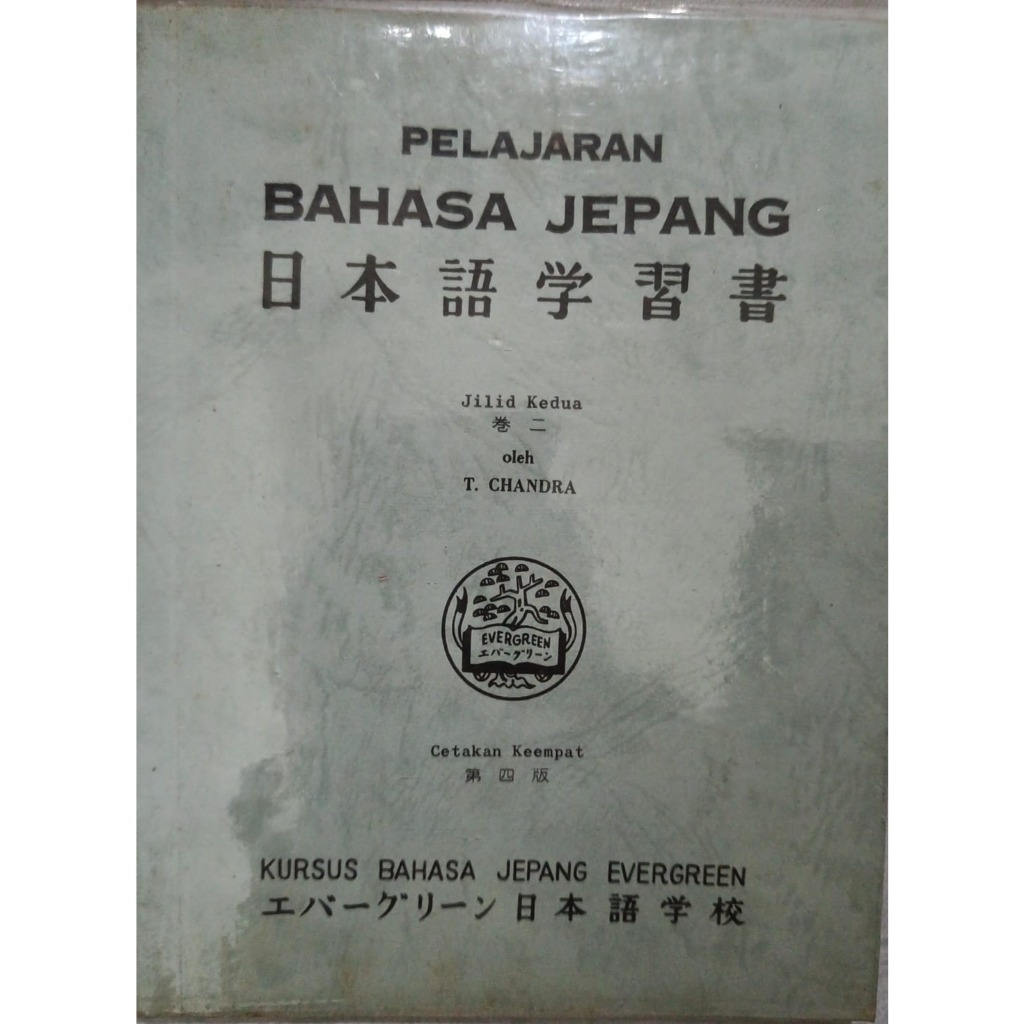 PELAJARAN
BAHASA JEPANG
日本語学習書
Jilid Kedua
巻二
oleh
T. CHANDRA
EVERGREEN
エバーグリーン
Cetakan Keempat
第四版
KURSUS BAHASA JEPANG EVERGREEN
エバーグリーン日本語学校